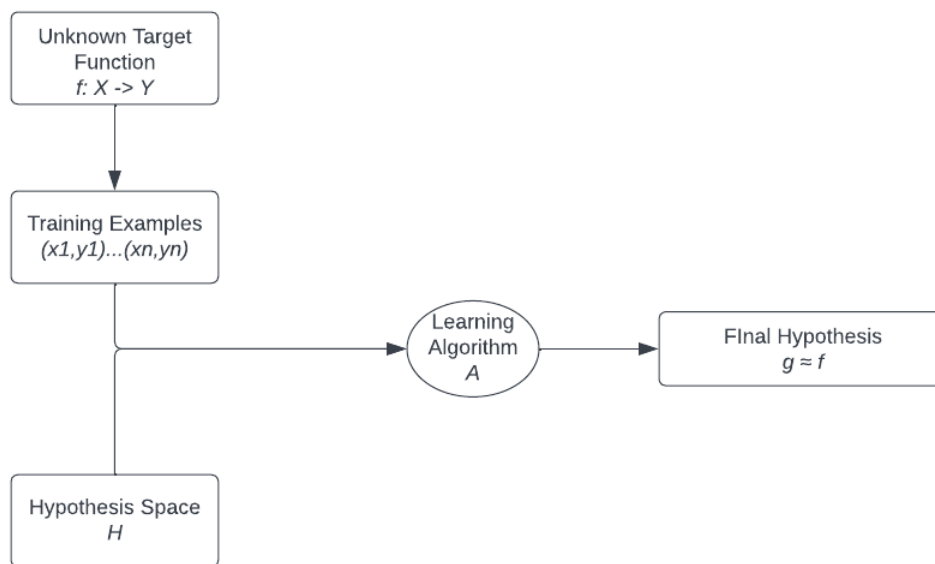 Unknown Target
Function
f: X -> Y
Training Examples
(x1,y1)...(xn,yn)
Learning
Algorithm
A
FInal Hypothesis
g ≈ f
Hypothesis Space
H